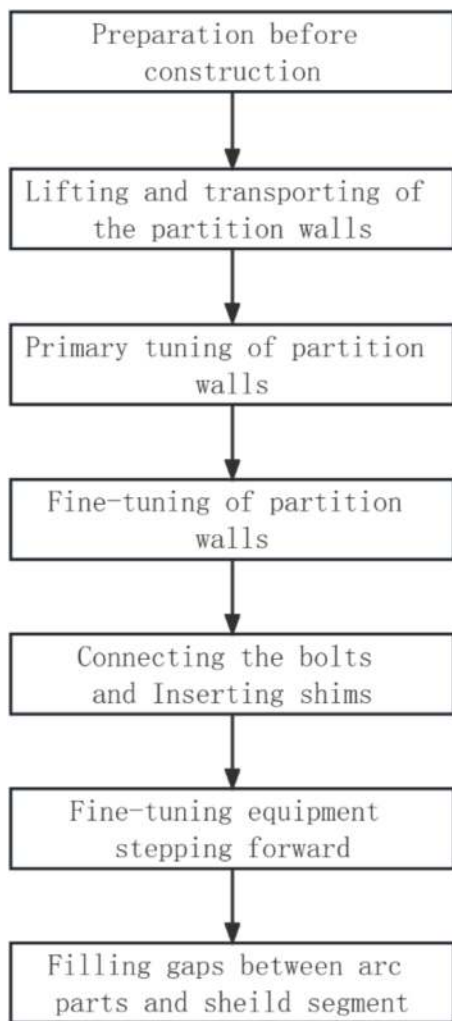 Preparation before
construction
Lifting and transporting of
the partition walls
Primary tuning of partition
walls
Fine-tuning of partition
walls
Connecting the bolts
and Inserting shims
Fine-tuning equipment
stepping forward
Filling gaps between arc
parts and sheild segment